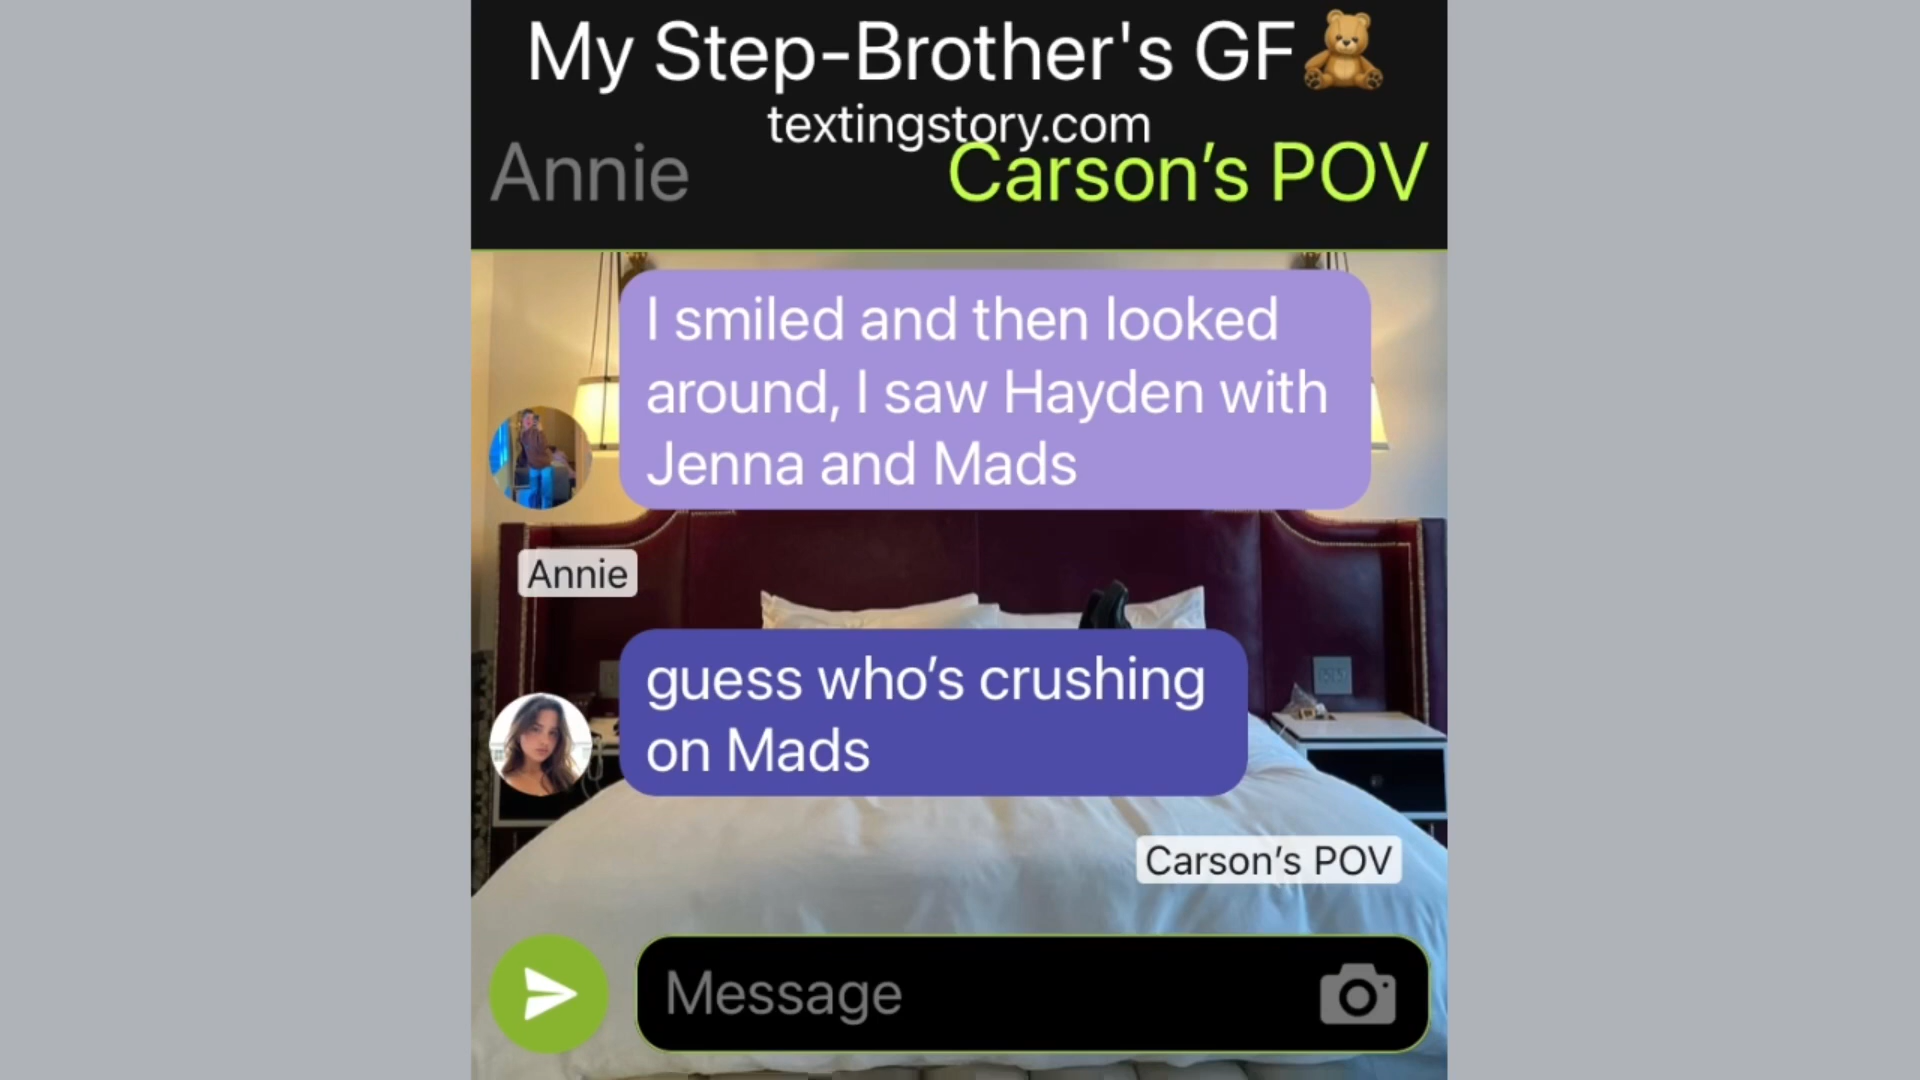 My Step-Brother's GF🧸
textingstory.com
Annie
Carson’s POV
I smiled and then looked
around, I saw Hayden with
Jenna and Mads
Annie
guess who’s crushing
on Mads
Carson’s POV
Message